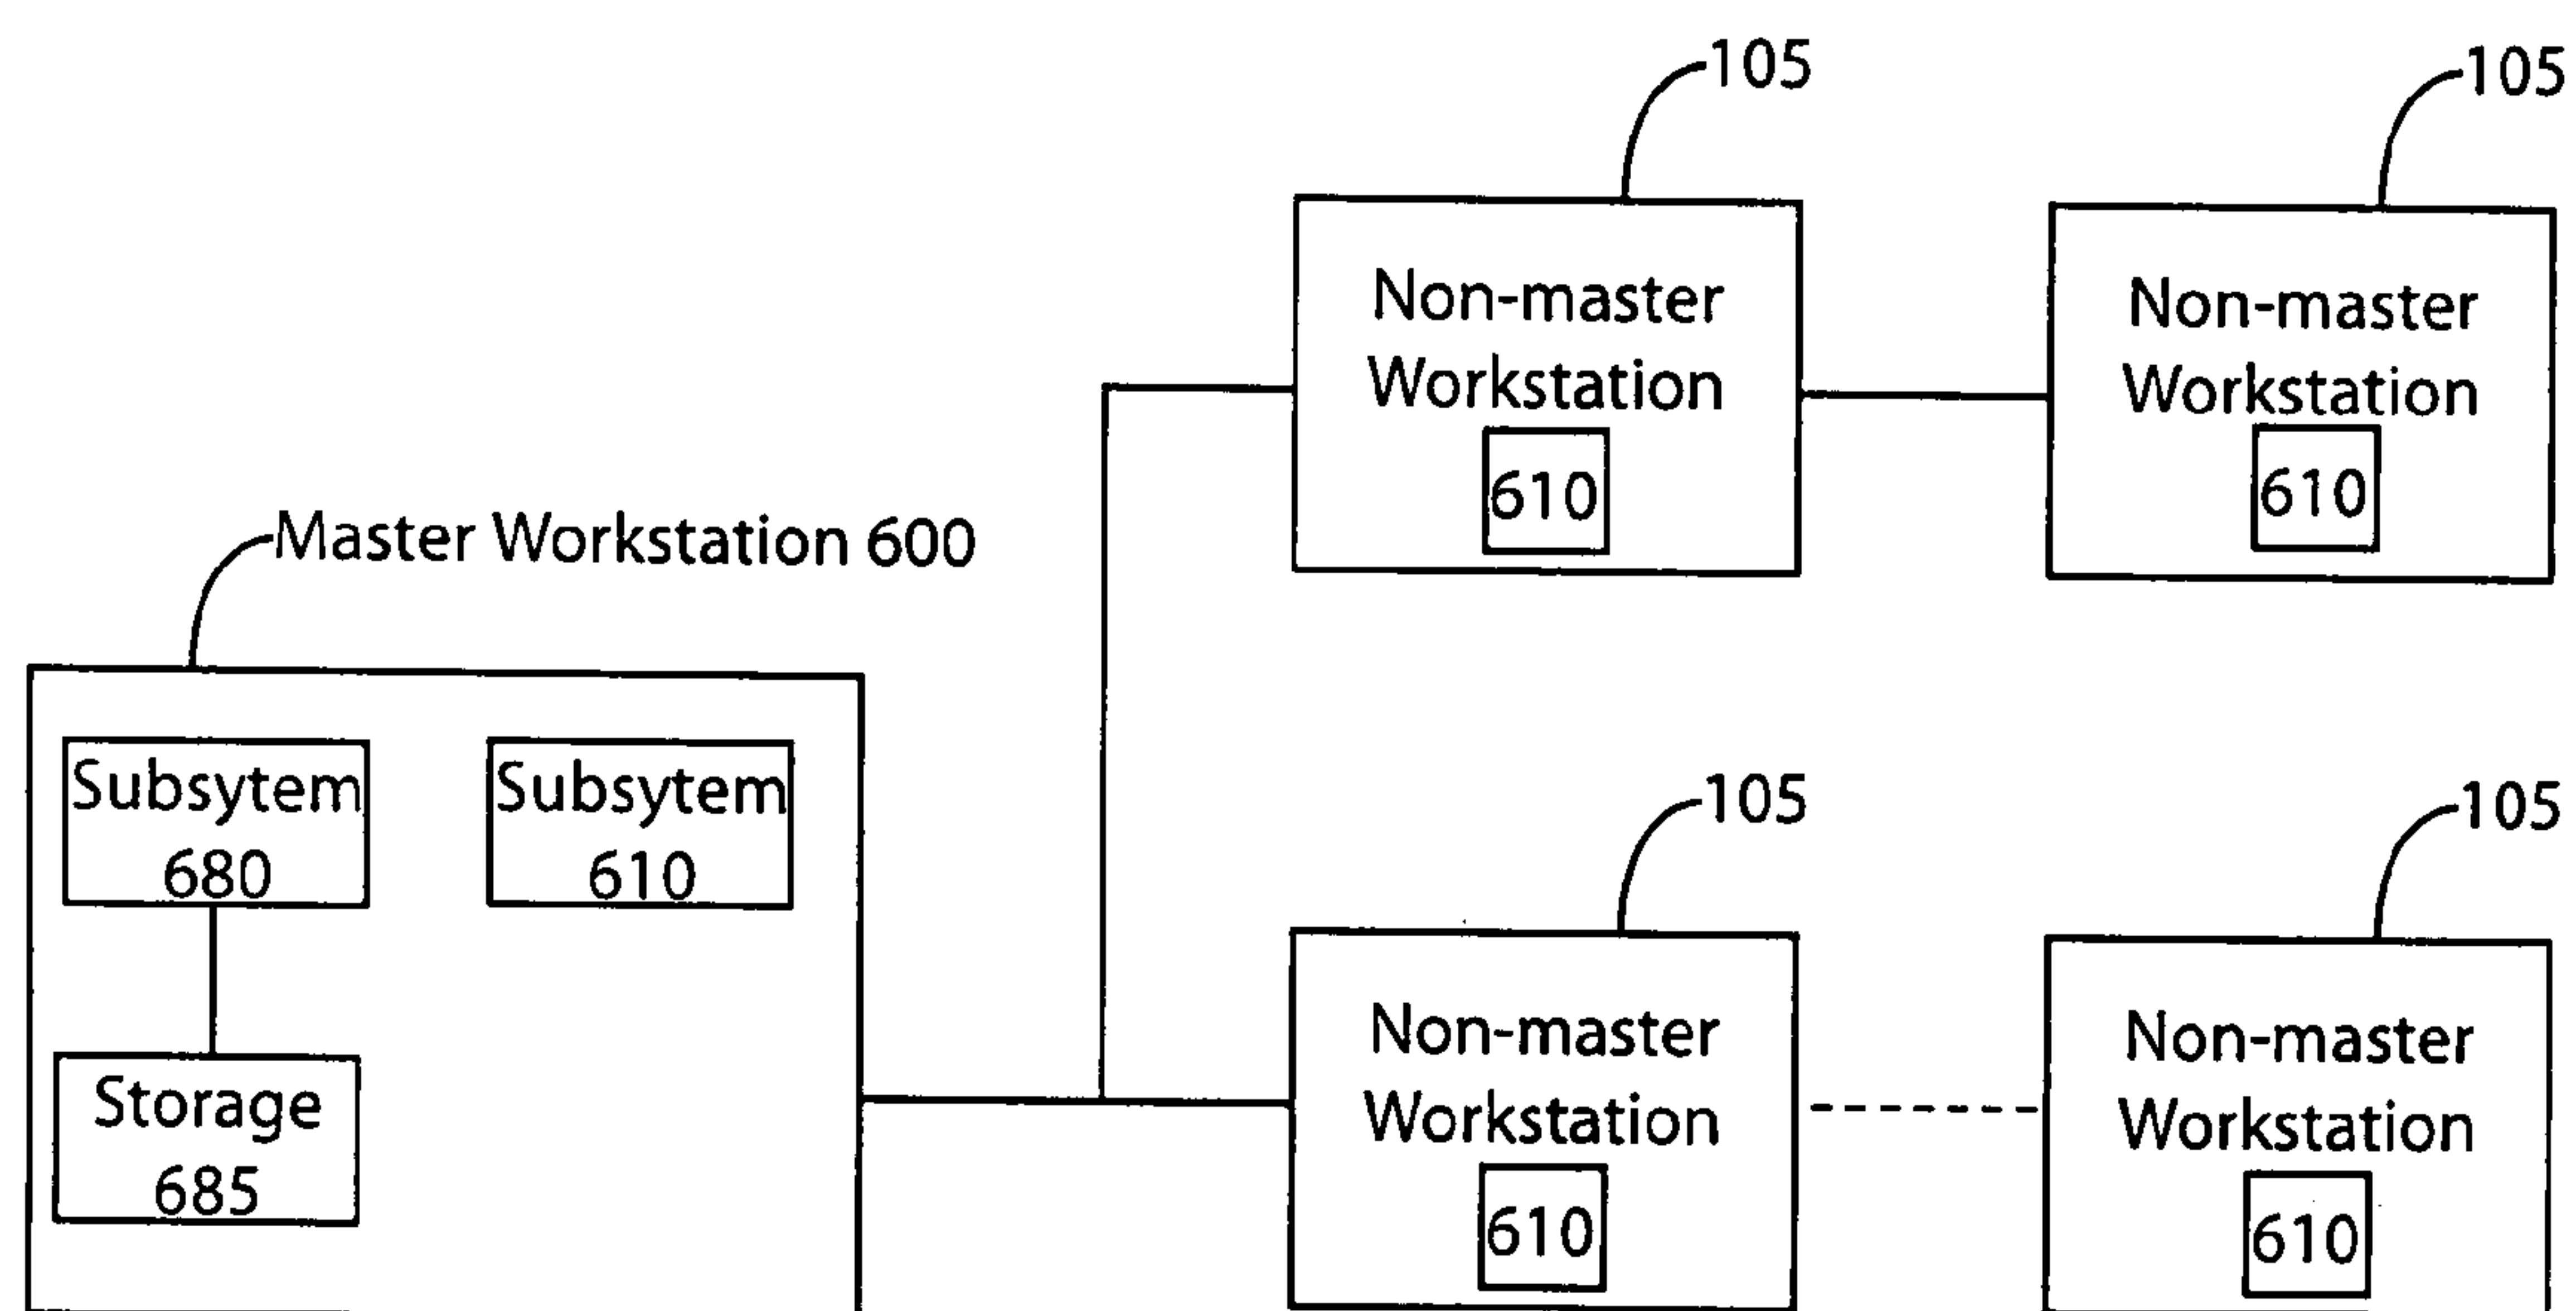 105
105
Non-master
Workstation
610
Non-master
Workstation
610
Master Workstation 600
Subsytem
680
Subsytem
610
Storage
685
105
105
Non-master
Workstation
610
Non-master
Workstation
610